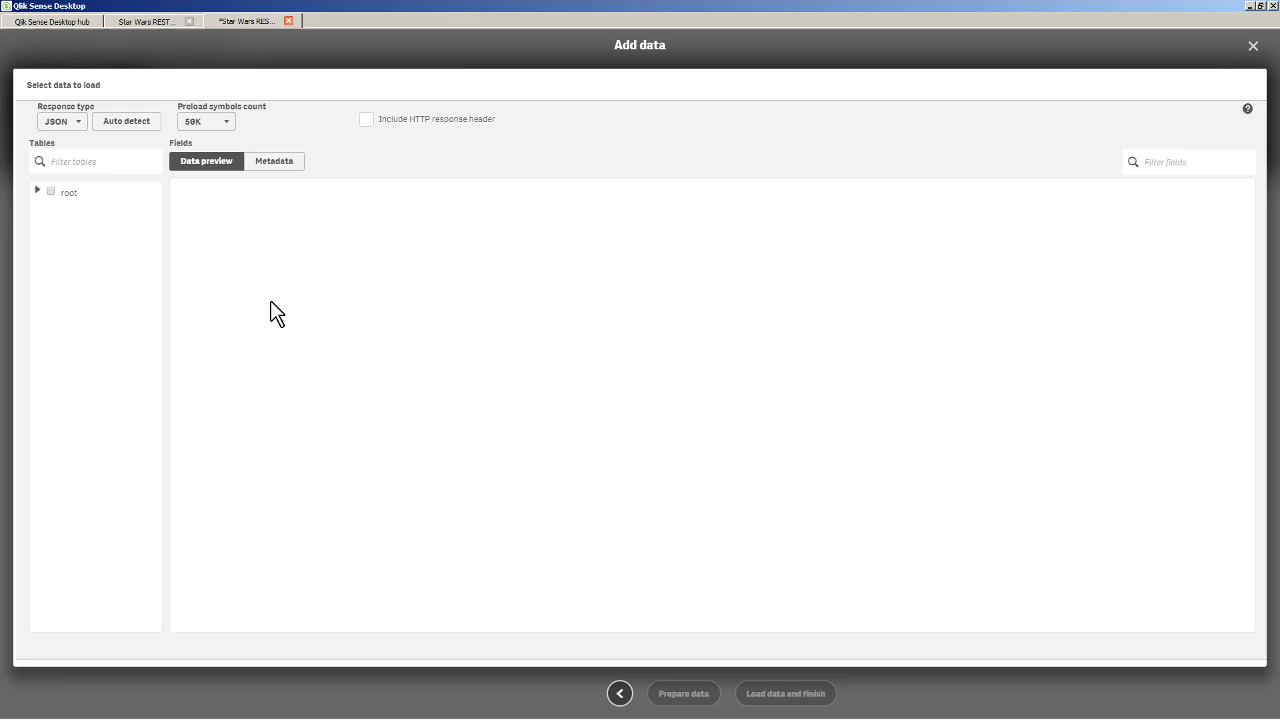 Qlik Sense Desktop
Qlik Sense Desktop hub
Star Wars REST...
*Star Wars RES...
Add data
Select data to load
Response type
Preload symbols count
JSON
Auto detect
50K
Include HTTP response header
Tables
Fields
Filter tables
Data preview
Metadata
Filter fields
root
Prepare data
Load data and finish